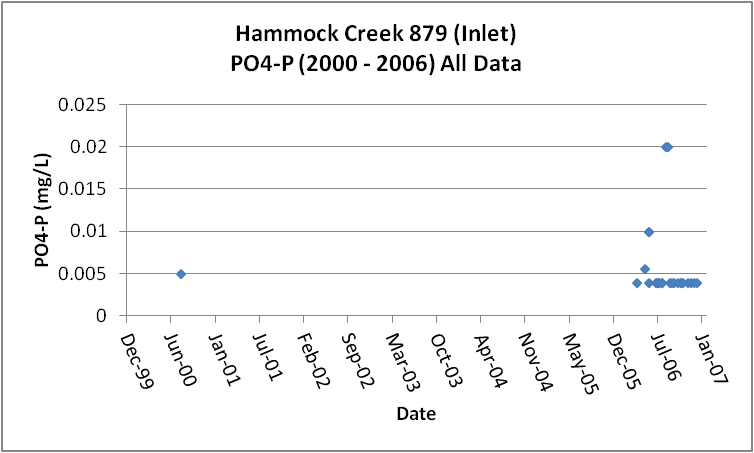 Hammock Creek 879 (Inlet)
PO4-P (2000 - 2006) All Data
PO4-P (mg/L)
0.025
0.02
0.015
0.01
0.005
0
Dec-99
Jun-00
Jan-01
Jul-01
Feb-02
Sep-02
Mar-03
Oct-03
Apr-04
Nov-04
May-05
Dec-05
Jul-06
Jan-07
Date